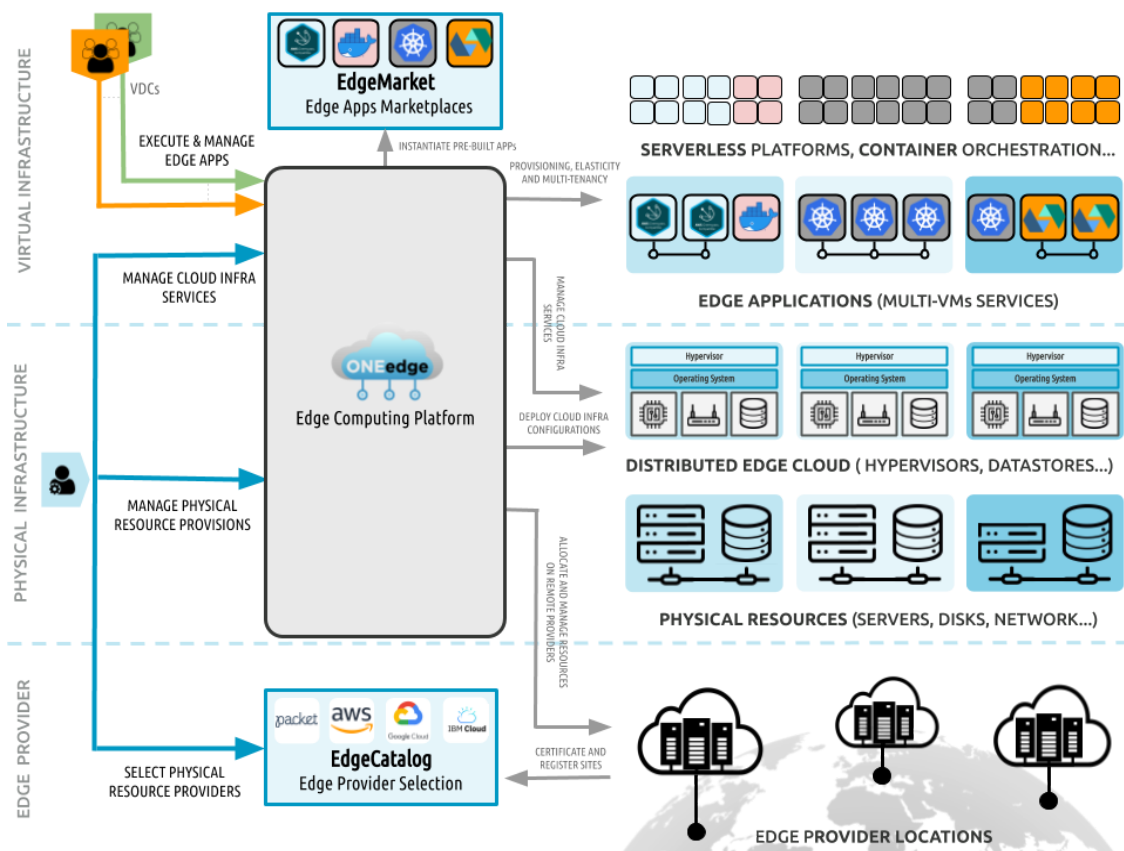 VIRTUAL INFRASTRUCTURE
PHYSICAL INFRASTRUCTURE
EDGE PROVIDER
VDCs
EXECUTE & MANAGE
EDGE APPS
MANAGE CLOUD INFRA
SERVICES
MANAGE PHYSICAL
RESOURCE PROVISIONS
SELECT PHYSICAL
RESOURCE PROVIDERS
EdgeMarket
Edge Apps Marketplaces
INSTANTIATE PRE-BUILT APPs
ONEedge
Edge Computing Platform
packet
aws
Google Cloud
IBM Cloud
EdgeCatalog
Edge Provider Selection
PROVISIONING, ELASTICITY
AND MULTI-TENANCY
MANAGE CLOUD INFRA
SERVICES
DEPLOY CLOUD INFRA
CONFIGURATIONS
ALLOCATE AND MANAGE RESOURCES
ON REMOTE PROVIDERS
CERTIFICATE AND
REGISTER SITES
SERVERLESS PLATFORMS, CONTAINER ORCHESTRATION...
EDGE APPLICATIONS (MULTI-VMs SERVICES)
Hypervisor
Operating System
Hypervisor
Operating System
Hypervisor
Operating System
DISTRIBUTED EDGE CLOUD ( HYPERVISORS, DATASTORES...)
PHYSICAL RESOURCES (SERVERS, DISKS, NETWORK...)
EDGE PROVIDER LOCATIONS